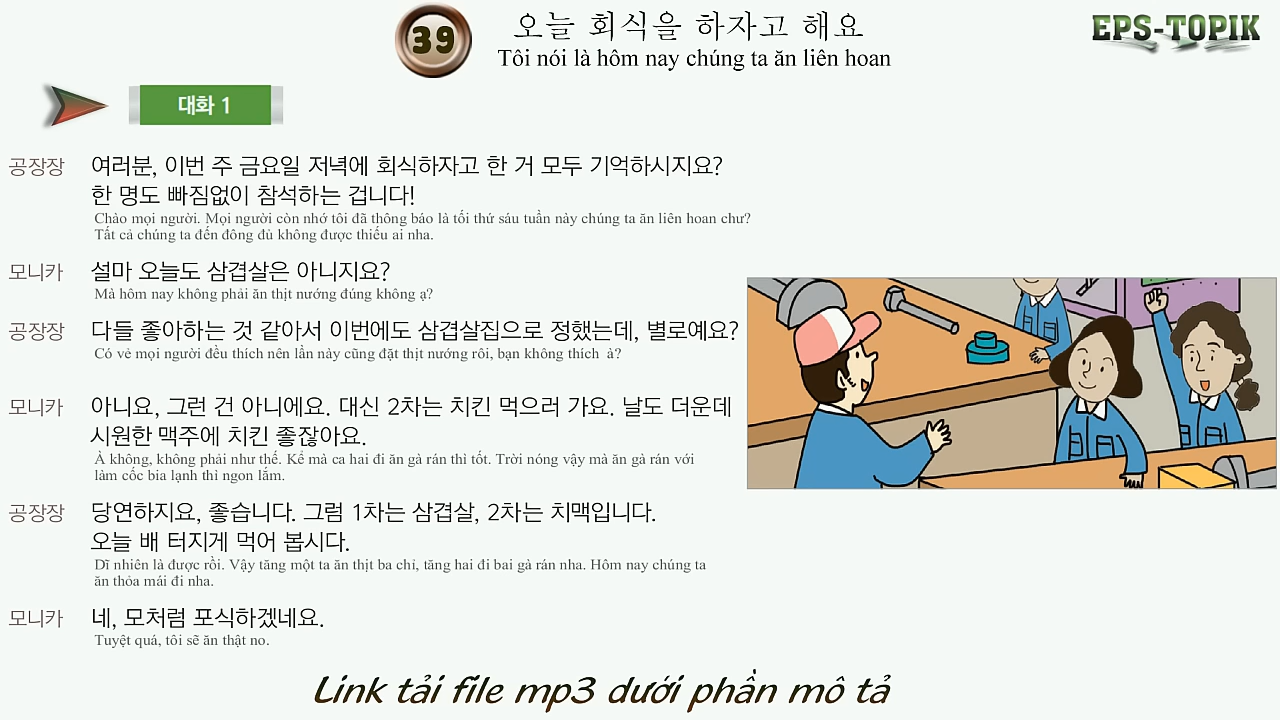 39
오늘 회식을 하자고 해요
Tôi nói là hôm nay chúng ta ăn liên hoan
EPS-TOPIK
대화 1
공장장 여러분, 이번 주 금요일 저녁에 회식하자고 한 거 모두 기억하시지요?
한 명도 빠짐없이 참석하는 겁니다!
Chào mọi người. Mọi người còn nhớ tôi đã thông báo là tối thứ sáu tuần này chúng ta ăn liên hoan chư?
Tất cả chúng ta đến đông đủ không được thiếu ai nha.
모니카 설마 오늘도 삼겹살은 아니지요?
Mà hôm nay không phải ăn thịt nướng đúng không ạ?
공장장 다들 좋아하는 것 같아서 이번에도 삼겹살집으로 정했는데, 별로예요?
Có vẻ mọi người đều thích nên lần này cũng đặt thịt nướng rôi, bạn không thích à?
모니카 아니요, 그런 건 아니에요. 대신 2차는 치킨 먹으러 가요. 날도 더운데
시원한 맥주에 치킨 좋잖아요.
À không, không phải như thế. Kể mà ca hai đi ăn gà rán thì tốt. Trời nóng vậy mà ăn gà rán với
làm cốc bia lạnh thì ngon lắm.
공장장 당연하지요, 좋습니다. 그럼 1차는 삼겹살, 2차는 치맥입니다.
오늘 배 터지게 먹어 봅시다.
Dĩ nhiên là được rồi. Vậy tăng một ta ăn thịt ba chỉ, tăng hai đi bai gà rán nha. Hôm nay chúng ta
ăn thỏa mái đi nha.
모니카 네, 모처럼 포식하겠네요.
Tuyệt quá, tôi sẽ ăn thật no.
Link tải file mp3 dưới phần mô tả